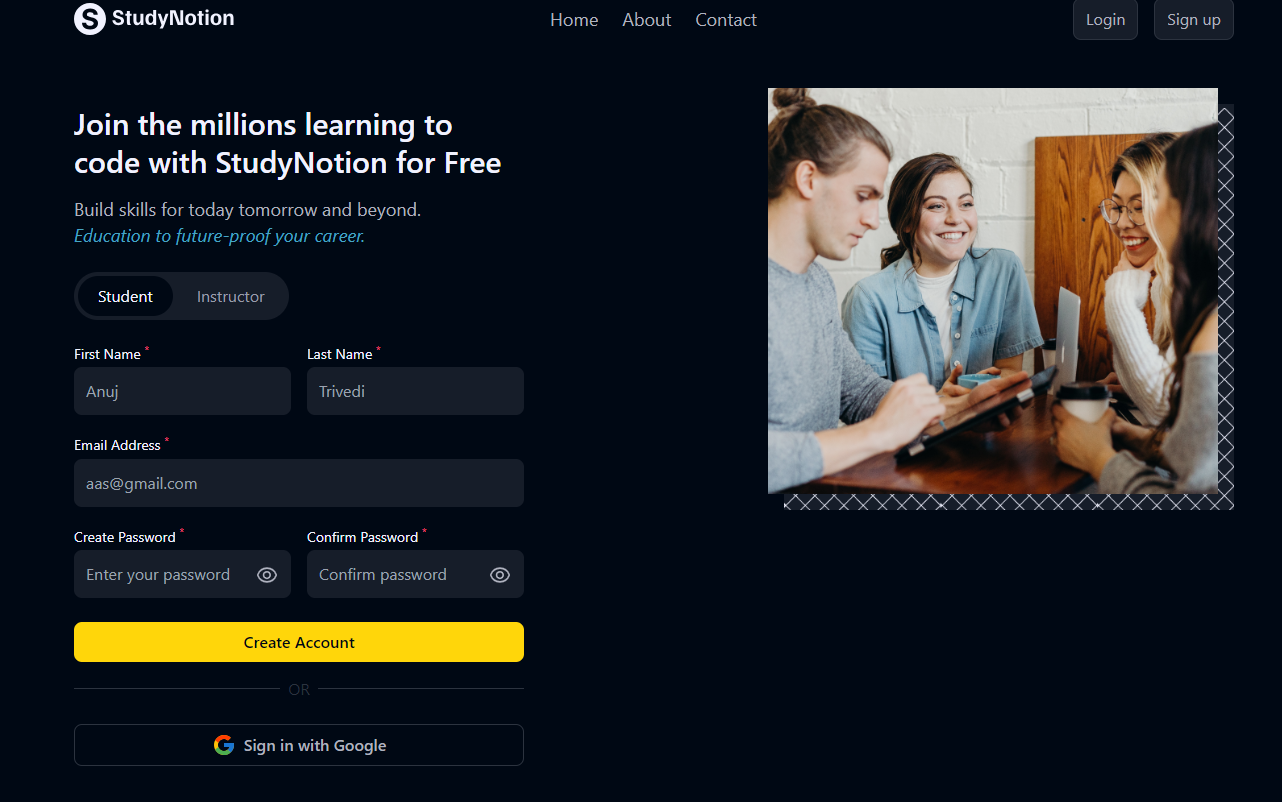 S StudyNotion
Home About Contact
Login Sign up
Join the millions learning to
code with StudyNotion for Free
Build skills for today tomorrow and beyond.
Education to future-proof your career.
Student Instructor
First Name * Last Name *
Anuj Trivedi
Email Address *
aas@gmail.com
Create Password * Confirm Password *
Enter your password Confirm password
Create Account
OR
G Sign in with Google